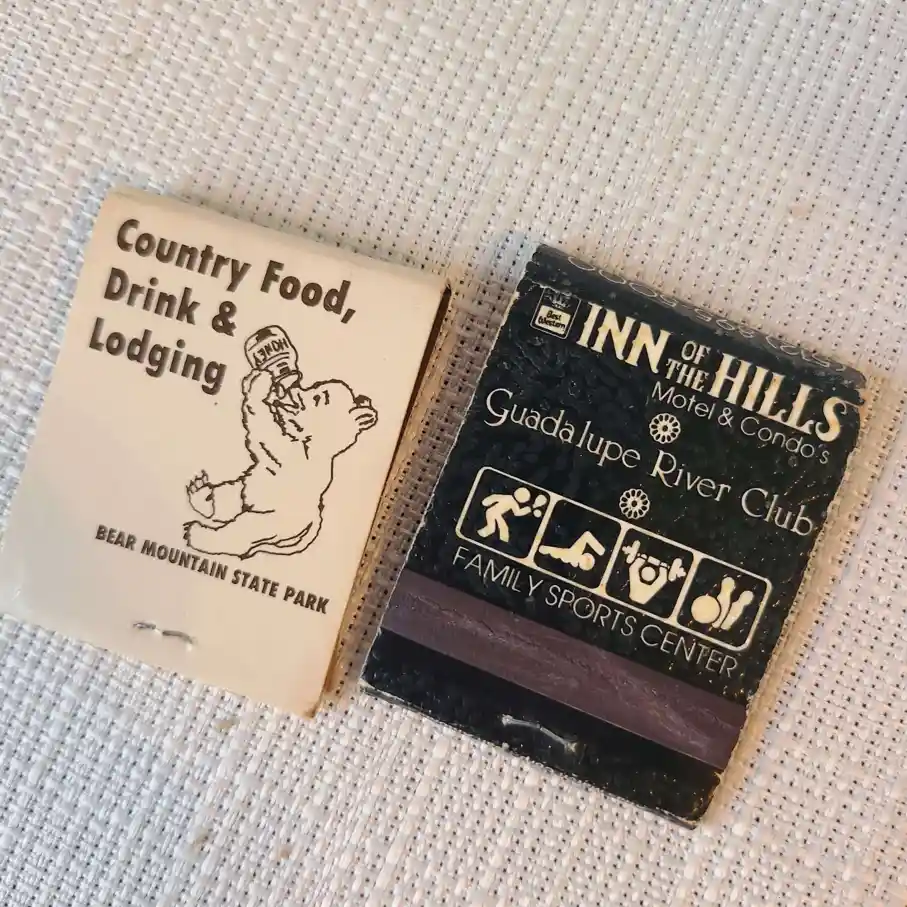 Country Food,
Drink &
Lodging
HONEY
BEAR MOUNTAIN STATE PARK
Best
Western
INN OF THE HILLS
Motel & Condo's
Guadalupe River Club
FAMILY SPORTS CENTER